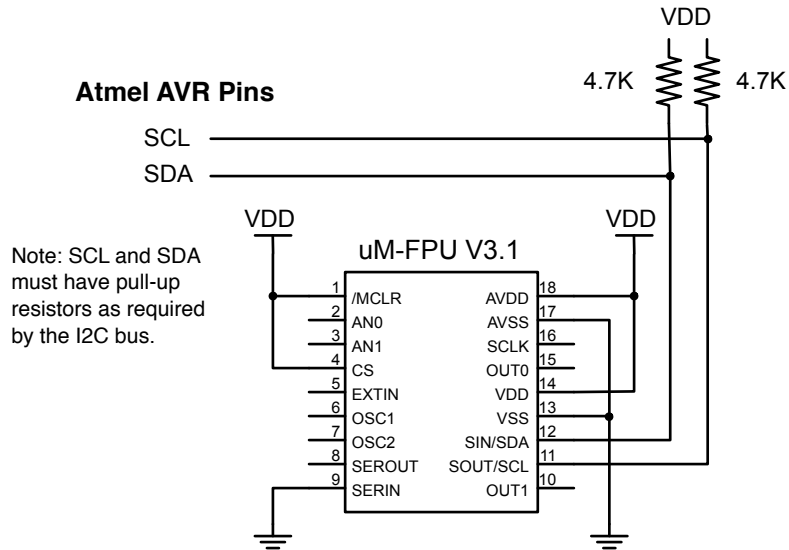 VDD
4.7K 4.7K
Atmel AVR Pins
SCL
SDA
VDD VDD
Note: SCL and SDA
must have pull-up
resistors as required
by the I2C bus.
uM-FPU V3.1
1 /MCLR AVDD 18
2 AN0 AVSS 17
3 AN1 SCLK 16
4 CS OUT0 15
5 EXTIN VDD 14
6 OSC1 VSS 13
7 OSC2 SIN/SDA 12
8 SEROUT SOUT/SCL 11
9 SERIN OUT1 10